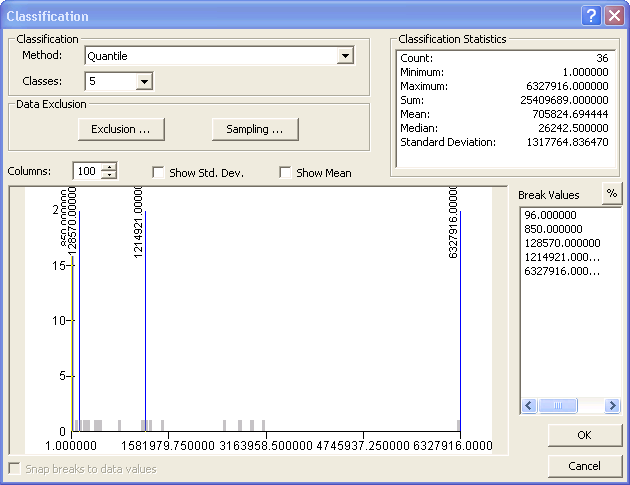 Classification
Classification
Method: Quantile
Classes: 5
Data Exclusion
Exclusion ...
Sampling ...
Classification Statistics
Count: 36
Minimum: 1.000000
Maximum: 6327916.000000
Sum: 25409689.000000
Mean: 705824.694444
Median: 26242.500000
Standard Deviation: 1317764.836470
Columns: 100
Show Std. Dev.
Show Mean
Break Values
%
96.000000
850.000000
128570.000000
1214921.000...
6327916.000...
850.00000
128570.00000
1214921.00000
6327916.00000
15
10
5
0
1.000000 1581979.750000 3163958.500000 4745937.250000 6327916.0000
Snap breaks to data values
OK
Cancel